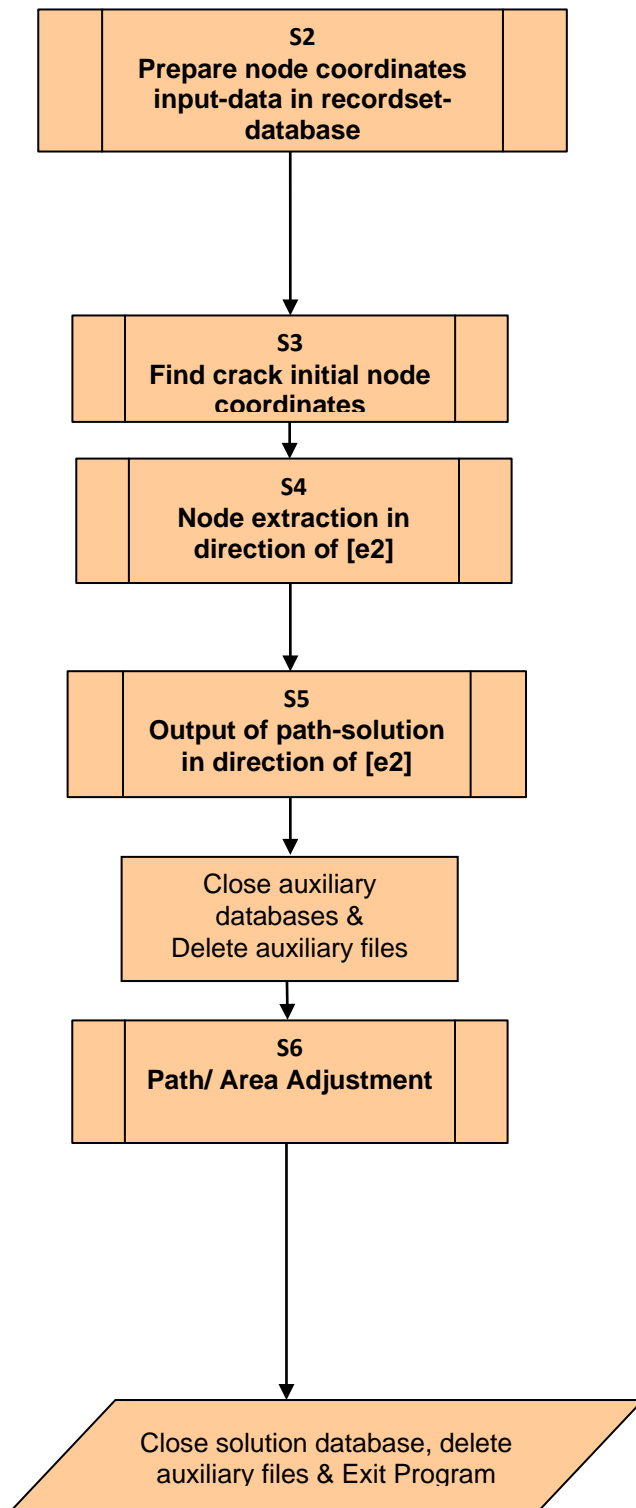 S2
Prepare node coordinates
input-data in recordset-
database
S3
Find crack initial node
coordinates
S4
Node extraction in
direction of [e2]
S5
Output of path-solution
in direction of [e2]
Close auxiliary
databases &
Delete auxiliary files
S6
Path/ Area Adjustment
Close solution database, delete
auxiliary files & Exit Program